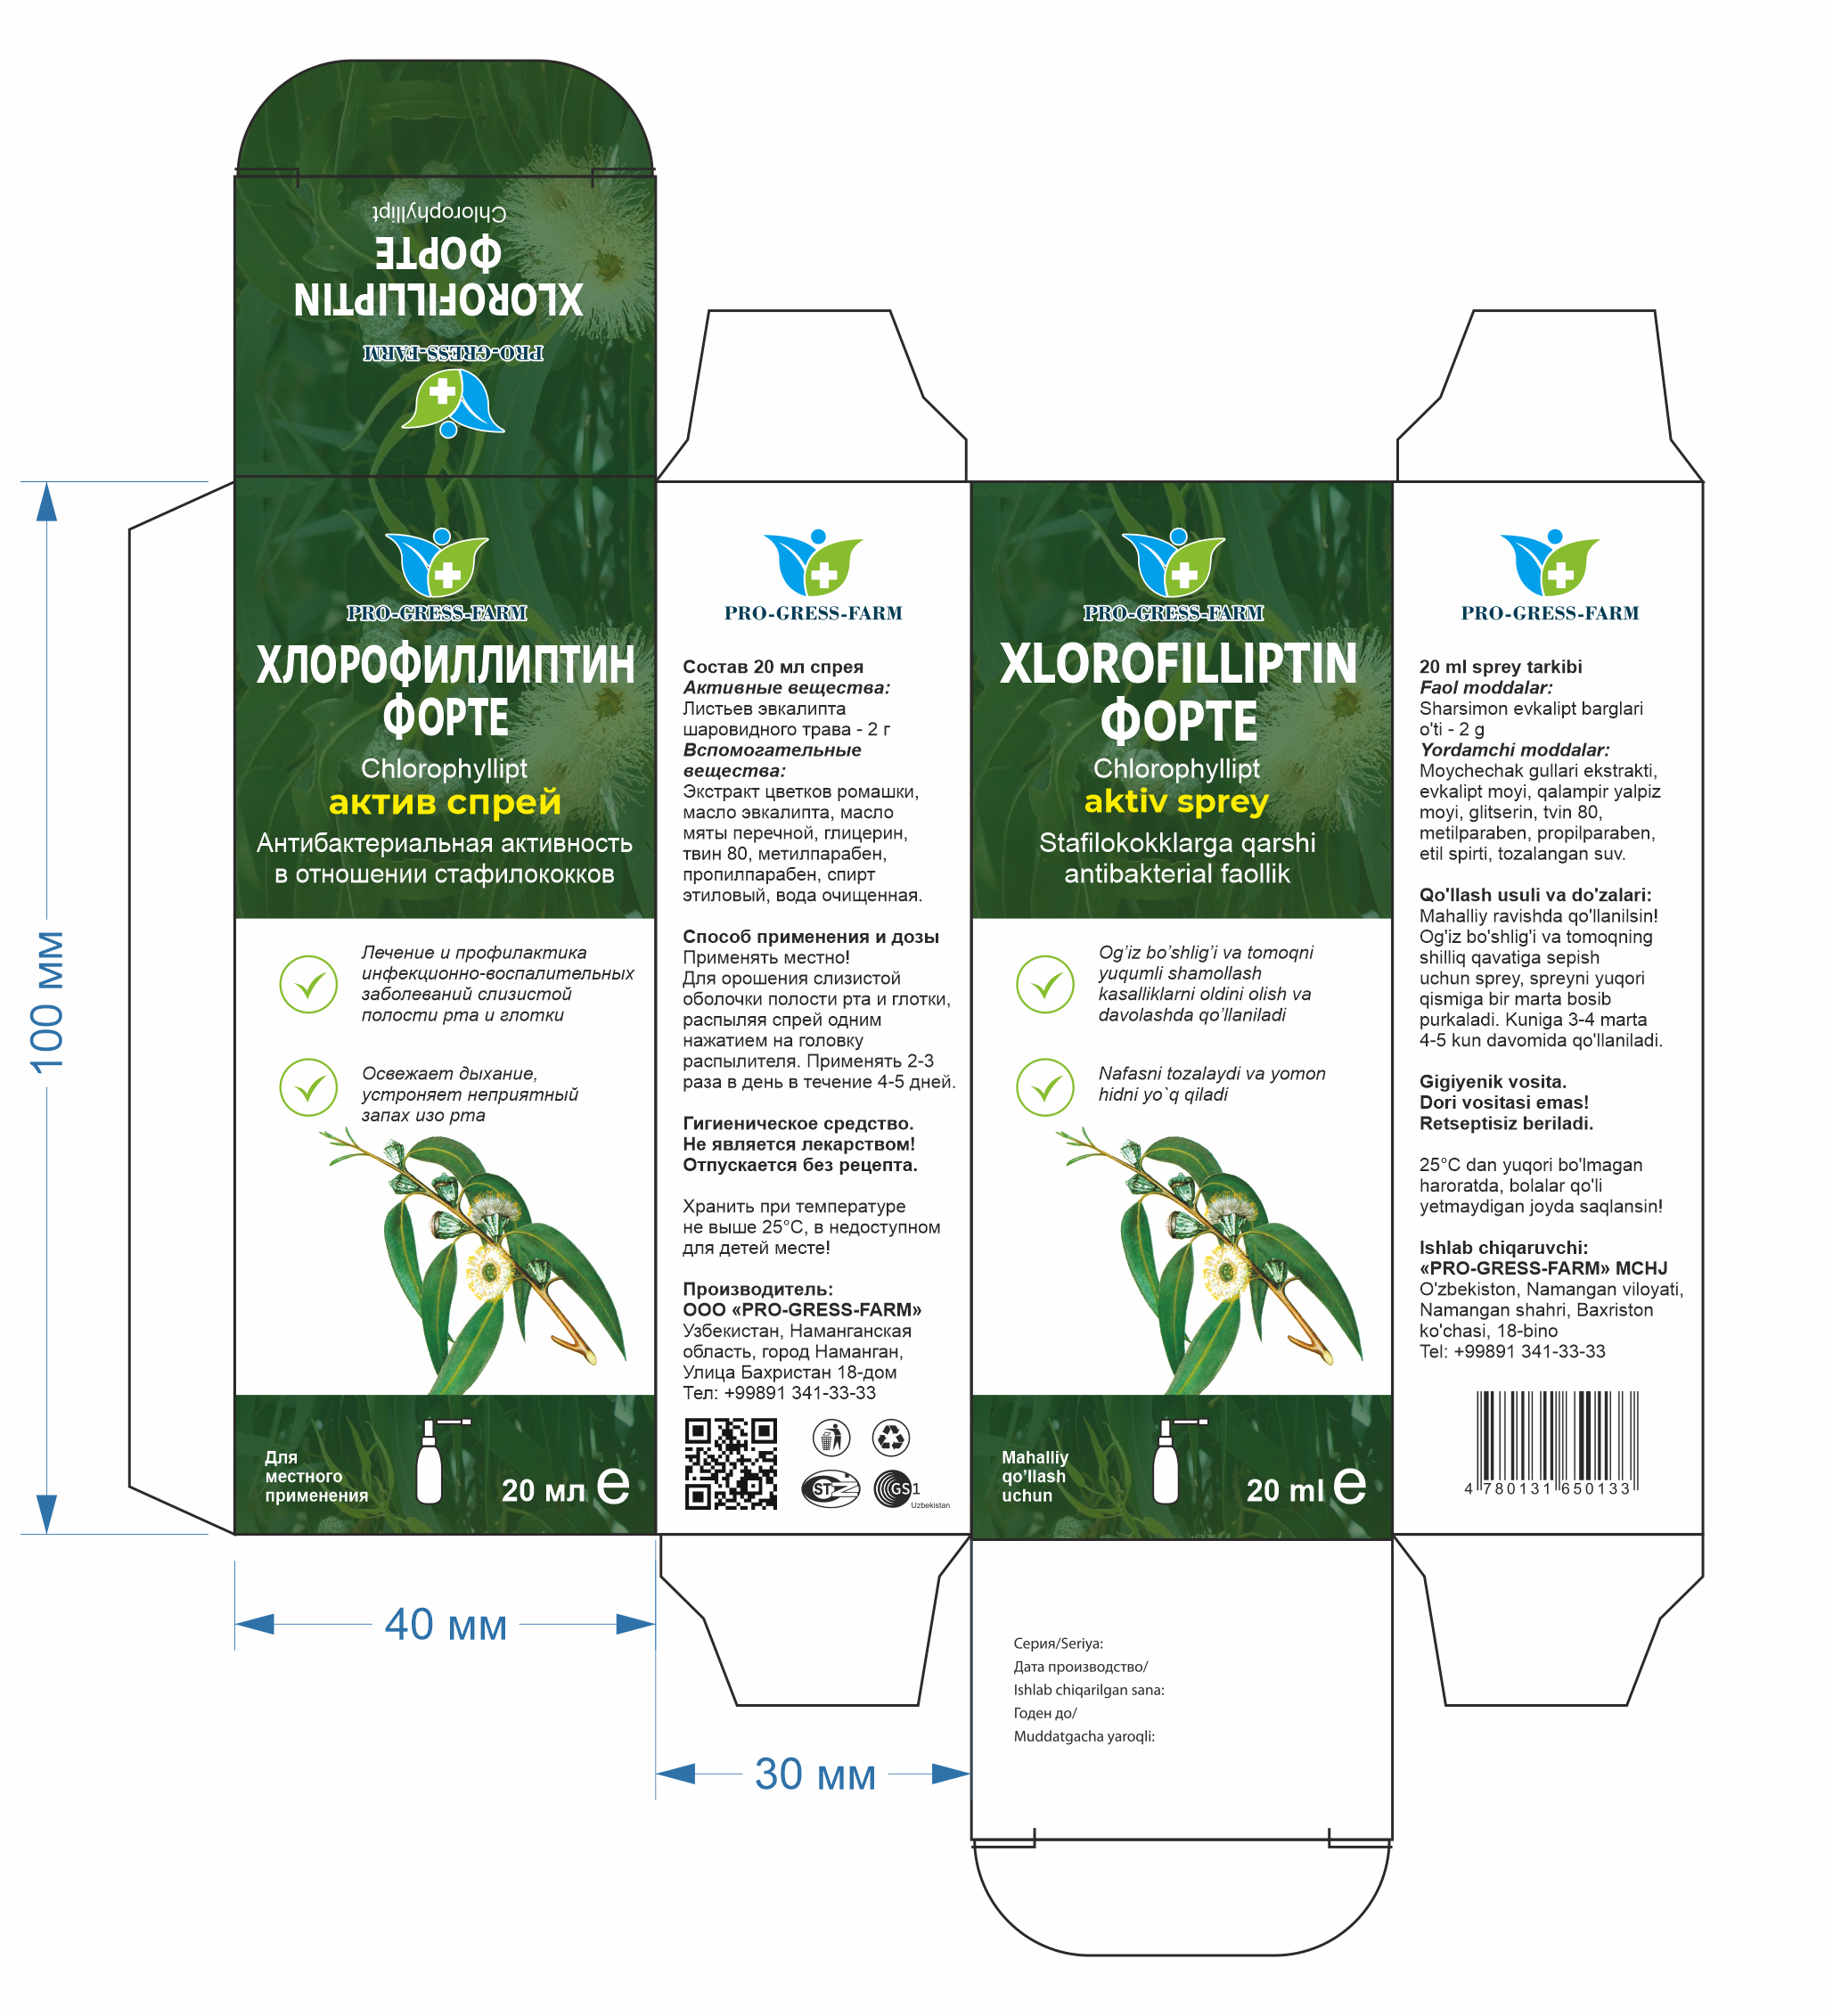 Chlorophyllipt
ФОРТЕ
XLOROFILLIPTIN
PRO-GRESS-FARM
PRO-GRESS-FARM
ХЛОРОФИЛЛИПТИН
ФОРТЕ
Chlorophyllipt
актив спрей
Антибактериальная активность
в отношении стафилококков
Лечение и профилактика
инфекционно-воспалительных
заболеваний слизистой
полости рта и глотки
Освежает дыхание,
устроняет неприятный
запах изо рта
Для
местного
применения
20 мл e
PRO-GRESS-FARM
Состав 20 мл спрея
Активные вещества:
Листьев эвкалипта
шаровидного трава - 2 г
Вспомогательные
вещества:
Экстракт цветков ромашки,
масло эвкалипта, масло
мяты перечной, глицерин,
твин 80, метилпарабен,
пропилпарабен, спирт
этиловый, вода очищенная.
Способ применения и дозы
Применять местно!
Для орошения слизистой
оболочки полости рта и глотки,
распыляя спрей одним
нажатием на головку
распылителя. Применять 2-3
раза в день в течение 4-5 дней.
Гигиеническое средство.
Не является лекарством!
Отпускается без рецепта.
Хранить при температуре
не выше 25°C, в недоступном
для детей месте!
Производитель:
ООО «PRO-GRESS-FARM»
Узбекистан, Наманганская
область, город Наманган,
Улица Бахристан 18-дом
Тел: +99891 341-33-33
GS1
Uzbekistan
PRO-GRESS-FARM
XLOROFILLIPTIN
ФОРТЕ
Chlorophyllipt
aktiv sprey
Stafilokokklarga qarshi
antibakterial faollik
Og’iz bo’shlig’i va tomoqni
yuqumli shamollash
kasalliklarni oldini olish va
davolashda qo’llaniladi
Nafasni tozalaydi va yomon
hidni yo`q qiladi
Mahalliy
qo’llash
uchun
20 ml e
PRO-GRESS-FARM
20 ml sprey tarkibi
Faol moddalar:
Sharsimon evkalipt barglari
o'ti - 2 g
Yordamchi moddalar:
Moychechak gullari ekstrakti,
evkalipt moyi, qalampir yalpiz
moyi, glitserin, tvin 80,
metilparaben, propilparaben,
etil spirti, tozalangan suv.
Qo'llash usuli va do'zalari:
Mahalliy ravishda qo'llanilsin!
Og'iz bo'shlig'i va tomoqning
shilliq qavatiga sepish
uchun sprey, spreyni yuqori
qismiga bir marta bosib
purkaladi. Kuniga 3-4 marta
4-5 kun davomida qo'llaniladi.
Gigiyenik vosita.
Dori vositasi emas!
Retseptisiz beriladi.
25°C dan yuqori bo'lmagan
haroratda, bolalar qo'li
yetmaydigan joyda saqlansin!
Ishlab chiqaruvchi:
«PRO-GRESS-FARM» MCHJ
O'zbekiston, Namangan viloyati,
Namangan shahri, Baxriston
ko'chasi, 18-bino
Tel: +99891 341-33-33
4 780131 650133
Серия/Seriya:
Дата производство/
Ishlab chiqarilgan sana:
Годен до/
Muddatgacha yaroqli:
100 мм
40 мм
30 мм